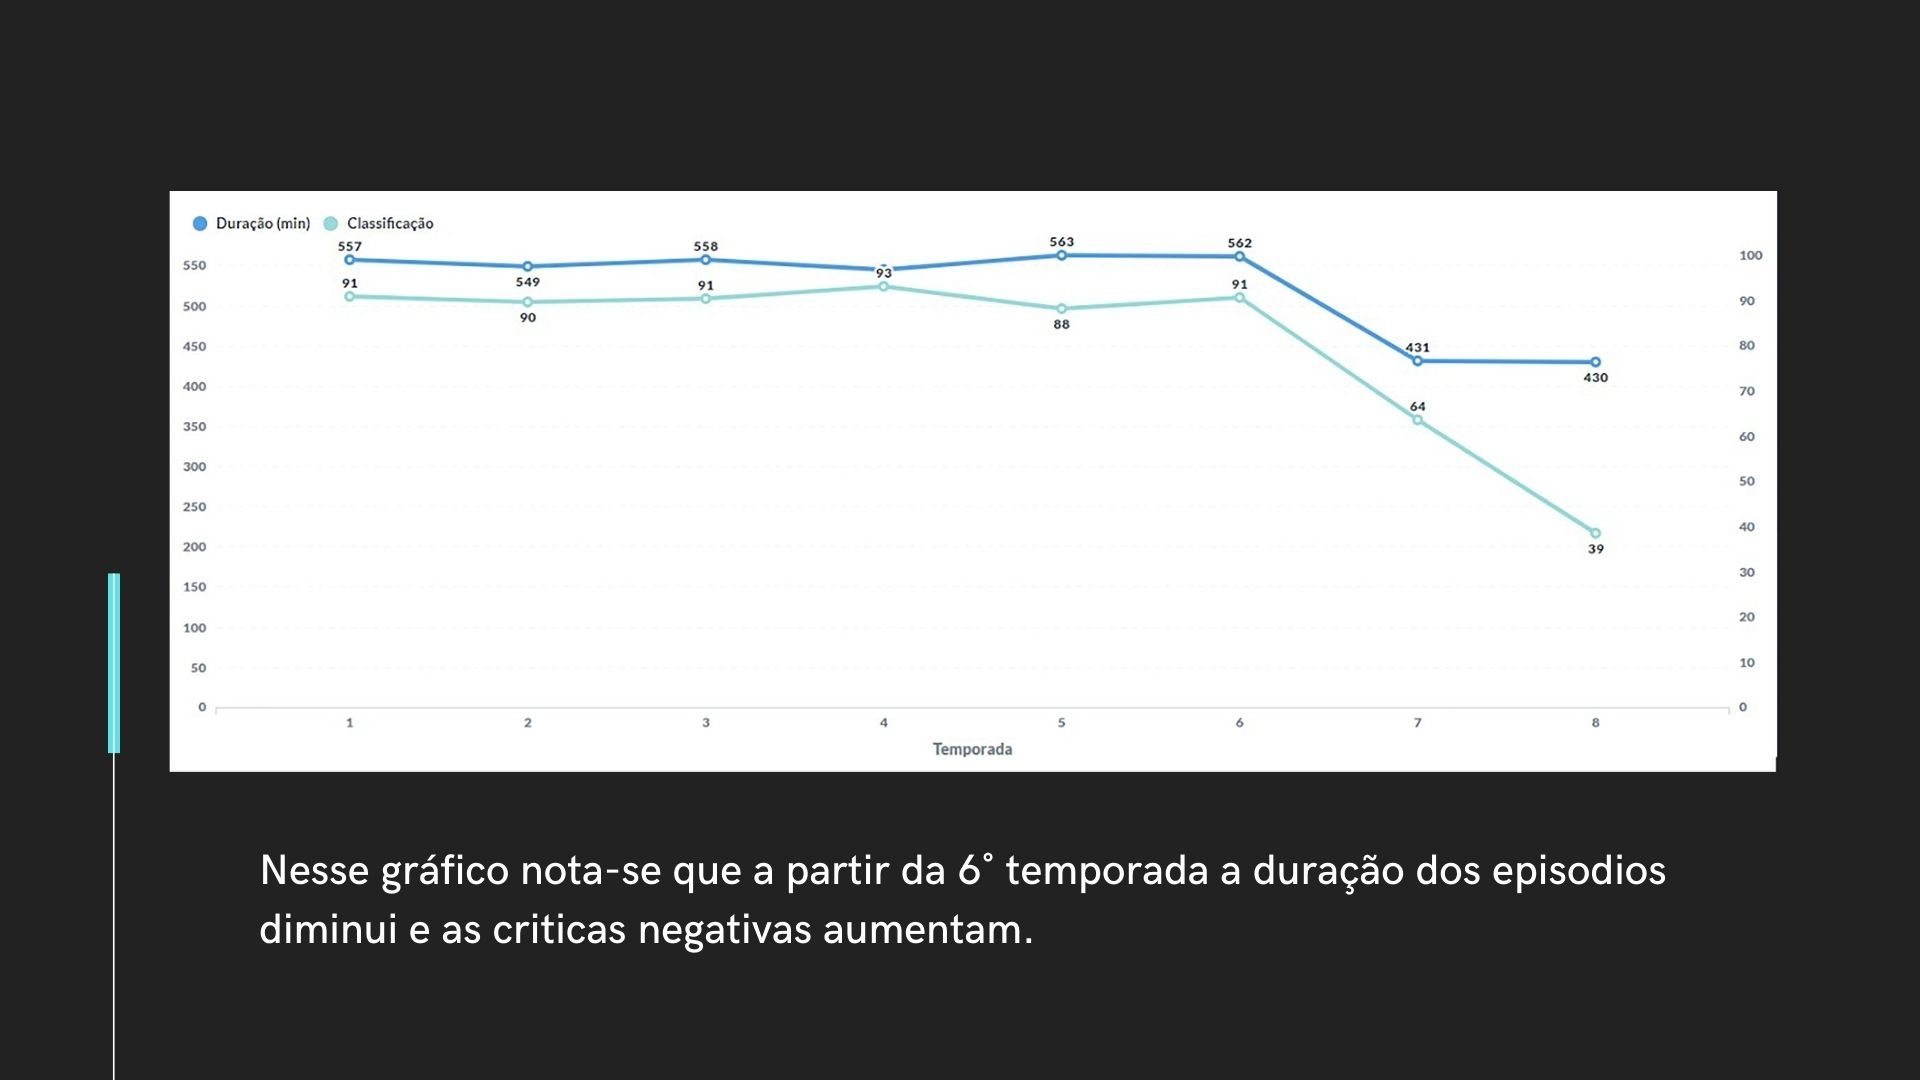 Duração (min) Classificação
557 558 563 562
550 100
93
91 549 91 91
500 90
90 88
450 431 80
430
400 70
64
350 60
300 50
250
200 40
39
150 30
100 20
50 10
0 0
1 2 3 4 5 6 7 8
Temporada
Nesse gráfico nota-se que a partir da 6° temporada a duração dos episodios
diminui e as criticas negativas aumentam.